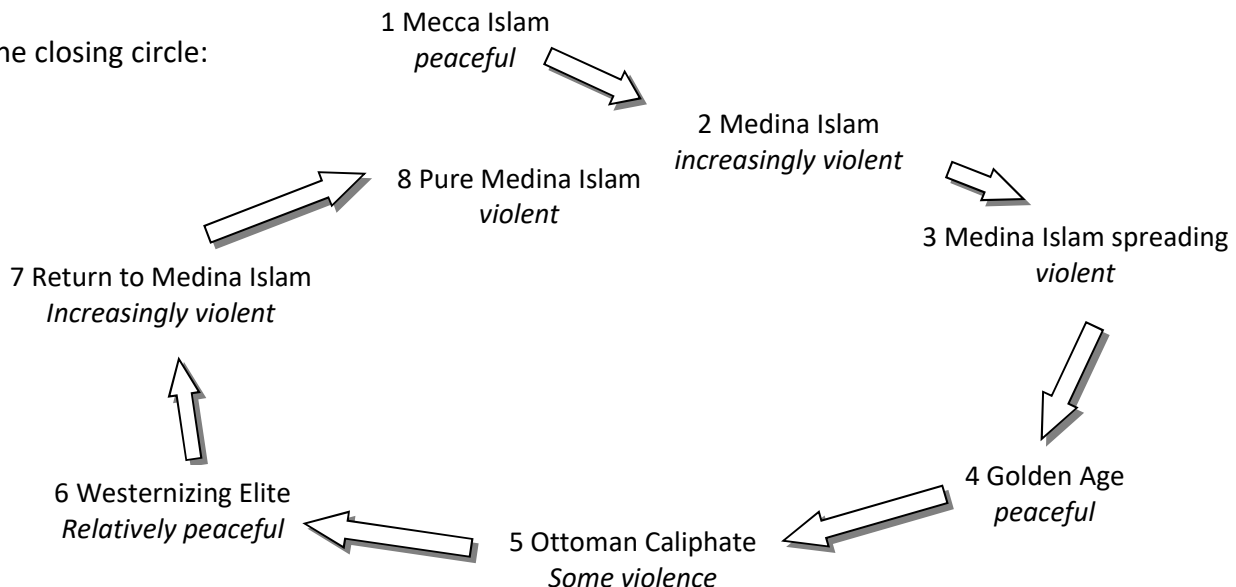 ne closing circle:
1 Mecca Islam
peaceful
2 Medina Islam
increasingly violent
3 Medina Islam spreading
violent
4 Golden Age
peaceful
5 Ottoman Caliphate
Some violence
6 Westernizing Elite
Relatively peaceful
7 Return to Medina Islam
Increasingly violent
8 Pure Medina Islam
violent